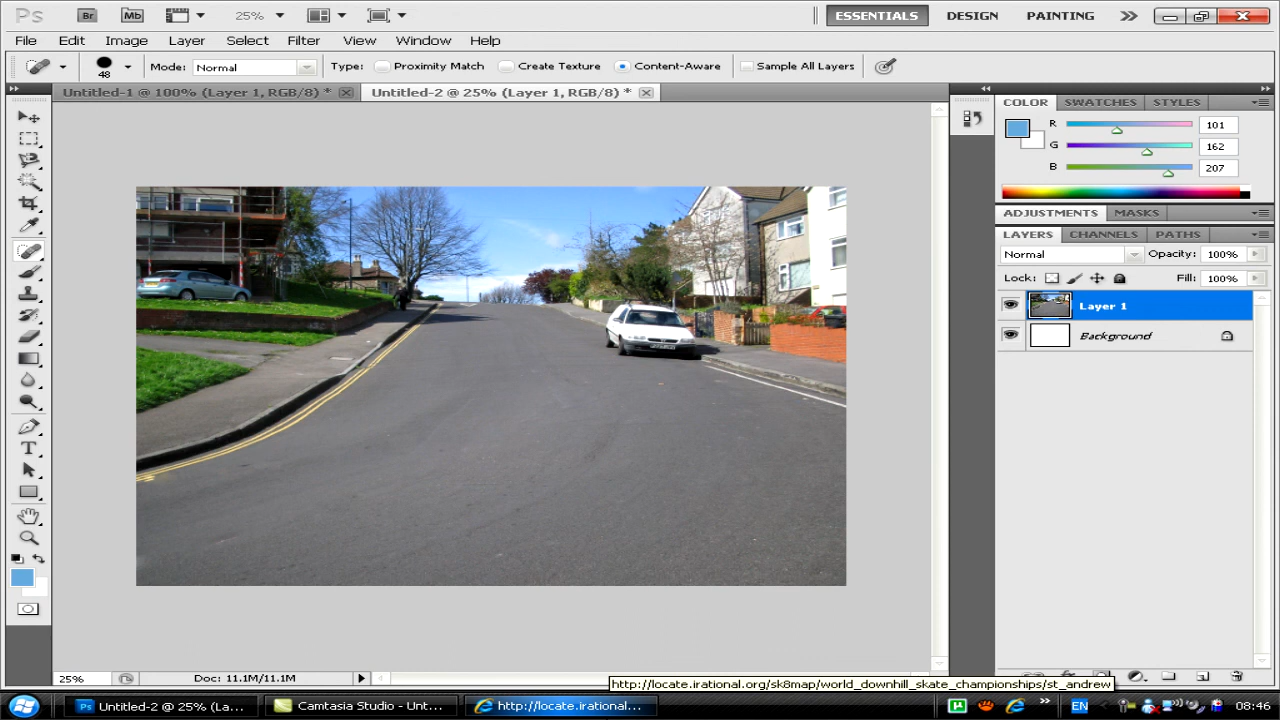 Ps Br Mb 25% ESSENTIALS DESIGN PAINTING
File Edit Image Layer Select Filter View Window Help
48 Mode: Normal Type: Proximity Match Create Texture Content-Aware Sample All Layers
Untitled-1 @ 100% (Layer 1, RGB/8) * Untitled-2 @ 25% (Layer 1, RGB/8) *
COLOR SWATCHES STYLES
R 101
G 162
B 207
ADJUSTMENTS MASKS
LAYERS CHANNELS PATHS
Normal Opacity: 100%
Lock: Fill: 100%
Layer 1
Background
T
25% Doc: 11.1M/11.1M
http://locate.irational.org/sk8map/world_downhill_skate_championships/st_andrew
Ps Untitled-2 @ 25% (La... Camtasia Studio - Unt... http://locate.irational... EN 08:46